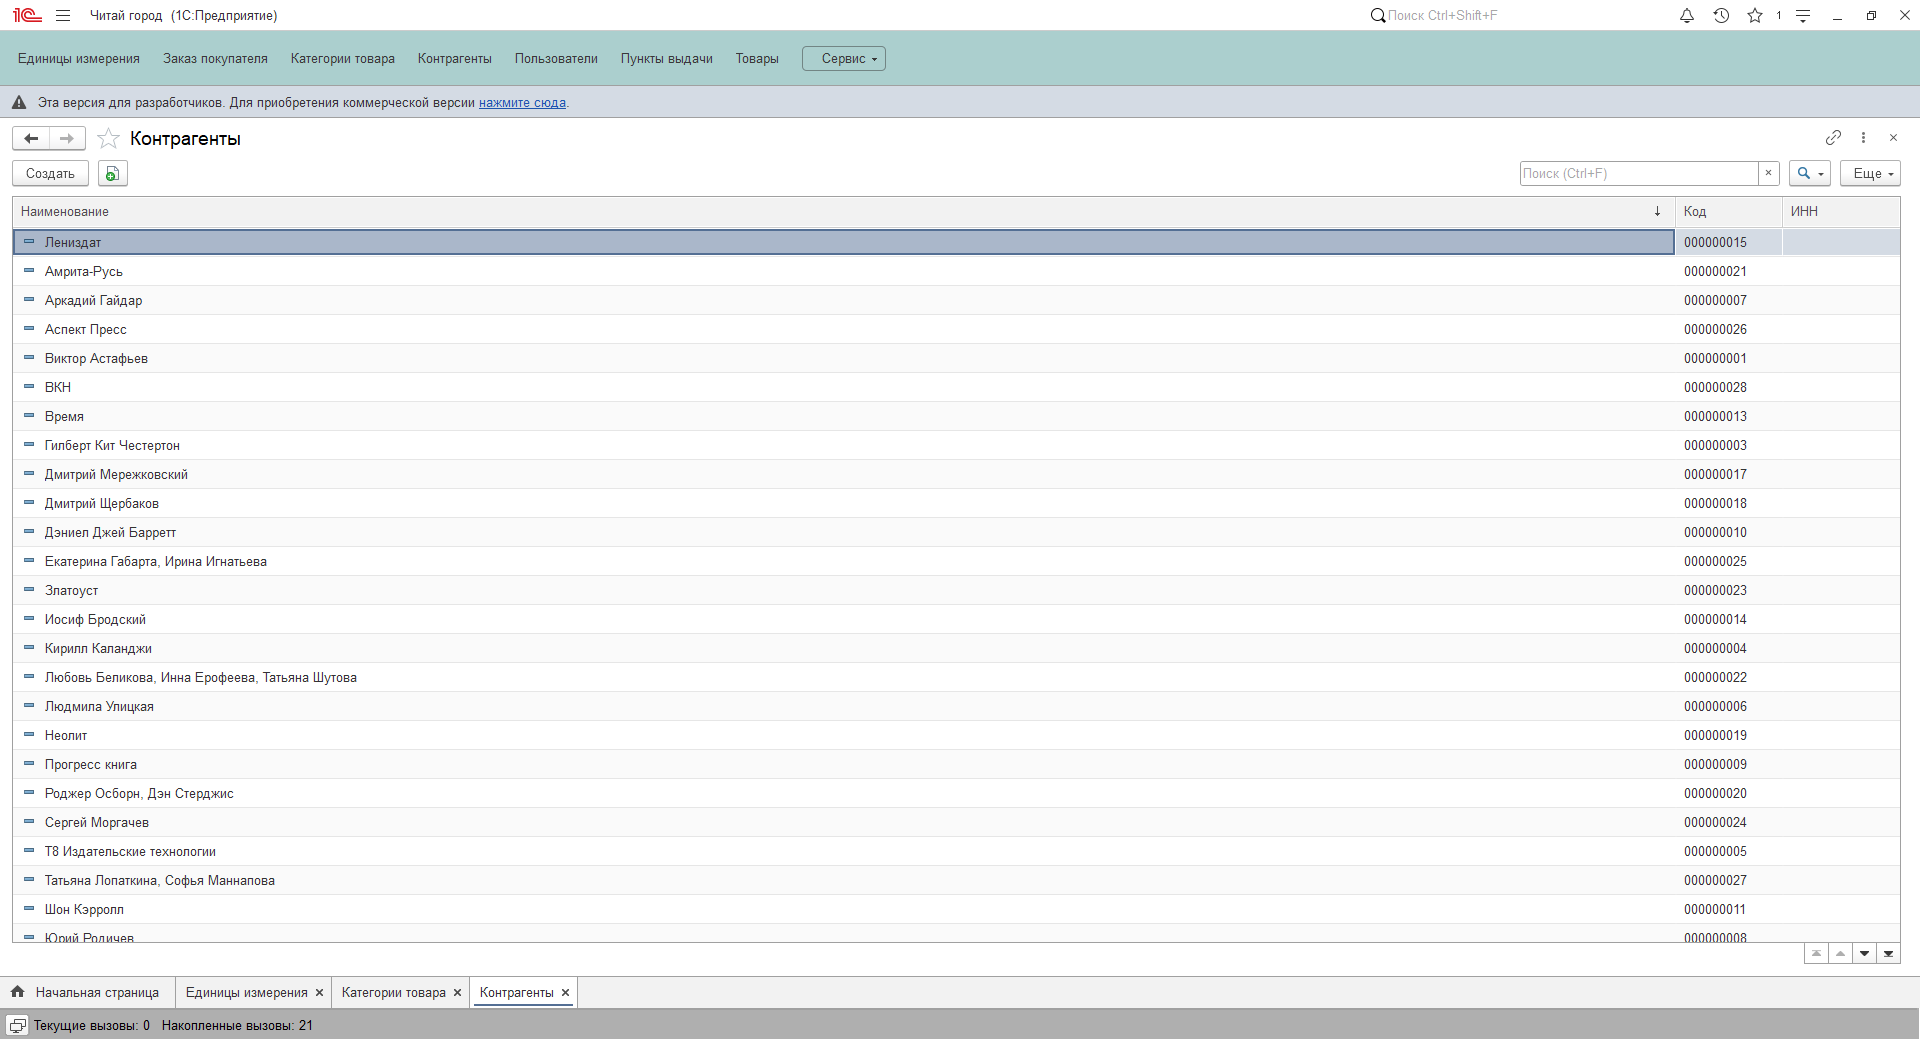 1С Читай город (1С:Предприятие) Поиск Ctrl+Shift+F 1
Единицы измерения Заказ покупателя Категории товара Контрагенты Пользователи Пункты выдачи Товары Сервис
Эта версия для разработчиков. Для приобретения коммерческой версии нажмите сюда.
Контрагенты
Создать Поиск (Ctrl+F) × Еще
Наименование ↓ Код ИНН
Лениздат 000000015
Амрита-Русь 000000021
Аркадий Гайдар 000000007
Аспект Пресс 000000026
Виктор Астафьев 000000001
ВКН 000000028
Время 000000013
Гилберт Кит Честертон 000000003
Дмитрий Мережковский 000000017
Дмитрий Щербаков 000000018
Дэниел Джей Барретт 000000010
Екатерина Габарта, Ирина Игнатьева 000000025
Златоуст 000000023
Иосиф Бродский 000000014
Кирилл Каланджи 000000004
Любовь Беликова, Инна Ерофеева, Татьяна Шутова 000000022
Людмила Улицкая 000000006
Неолит 000000019
Прогресс книга 000000009
Роджер Осборн, Дэн Стерджис 000000020
Сергей Моргачев 000000024
Т8 Издательские технологии 000000005
Татьяна Лопаткина, Софья Маннапова 000000027
Шон Кэрролл 000000011
Юрий Родичев 000000008
Начальная страница Единицы измерения × Категории товара × Контрагенты ×
Текущие вызовы: 0 Накопленные вызовы: 21